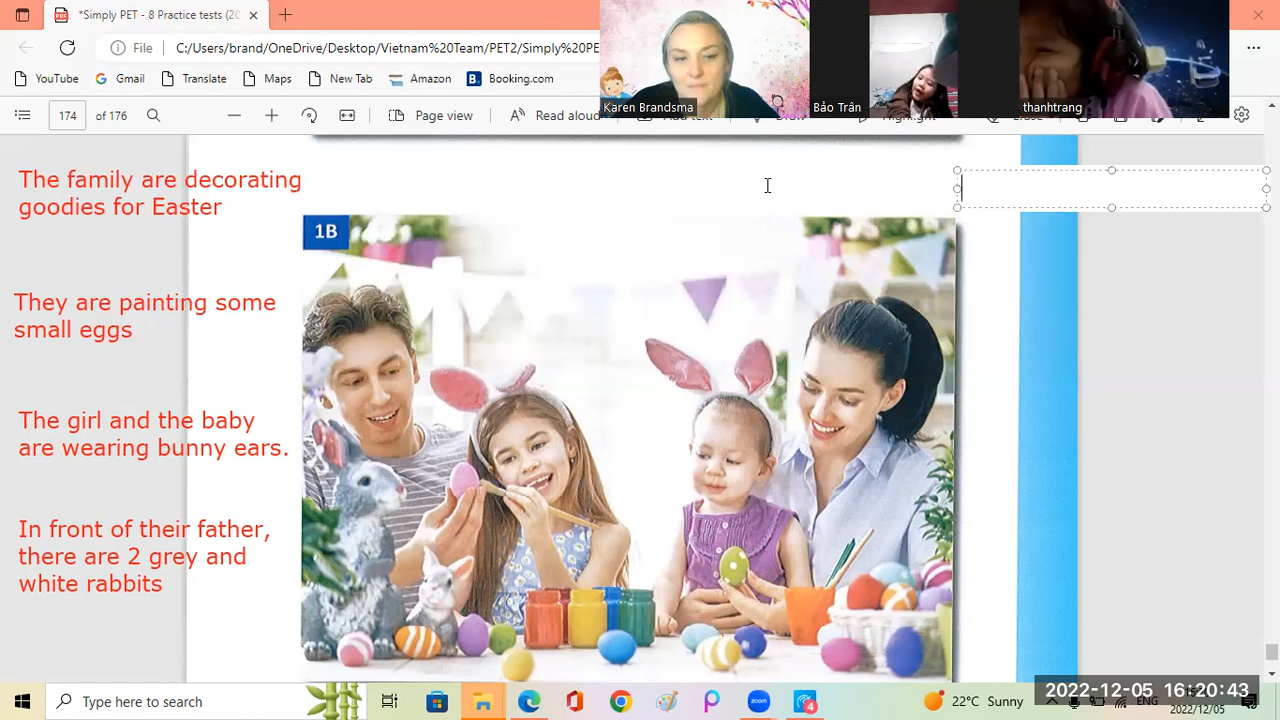 *Simply PET - 8 Practice tests (20
File
C:/Users/brand/OneDrive/Desktop/Vietnam%20Team/PET2/Simply%20PE
YouTube
Gmail
Translate
Maps
New Tab
Amazon
Booking.com
Karen Brandsma
Bảo Trân
thanhtrang
174
of 176
Page view
Read aloud
The family are decorating
goodies for Easter
1B
They are painting some
small eggs
The girl and the baby
are wearing bunny ears.
In front of their father,
there are 2 grey and
white rabbits
Type here to search
zoom
4
22°C Sunny
ENG
2022-12-05 16:20:43
2022/12/05